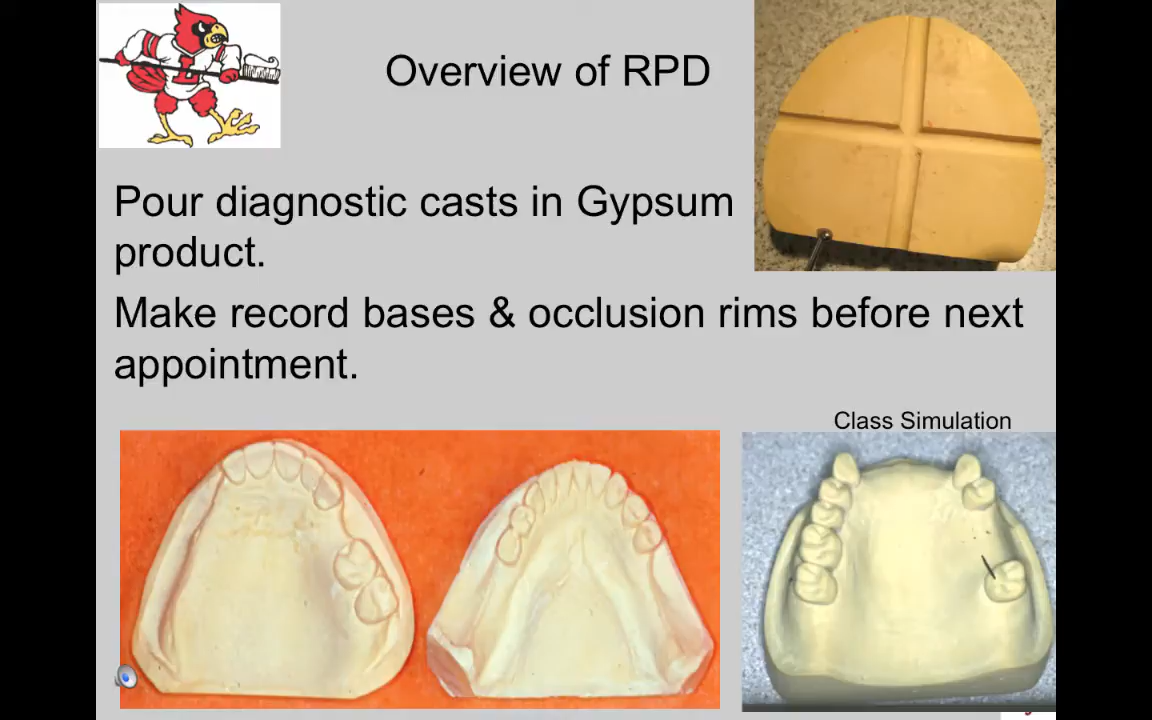 Overview of RPD
Pour diagnostic casts in Gypsum
product.
Make record bases & occlusion rims before next
appointment.
Class Simulation